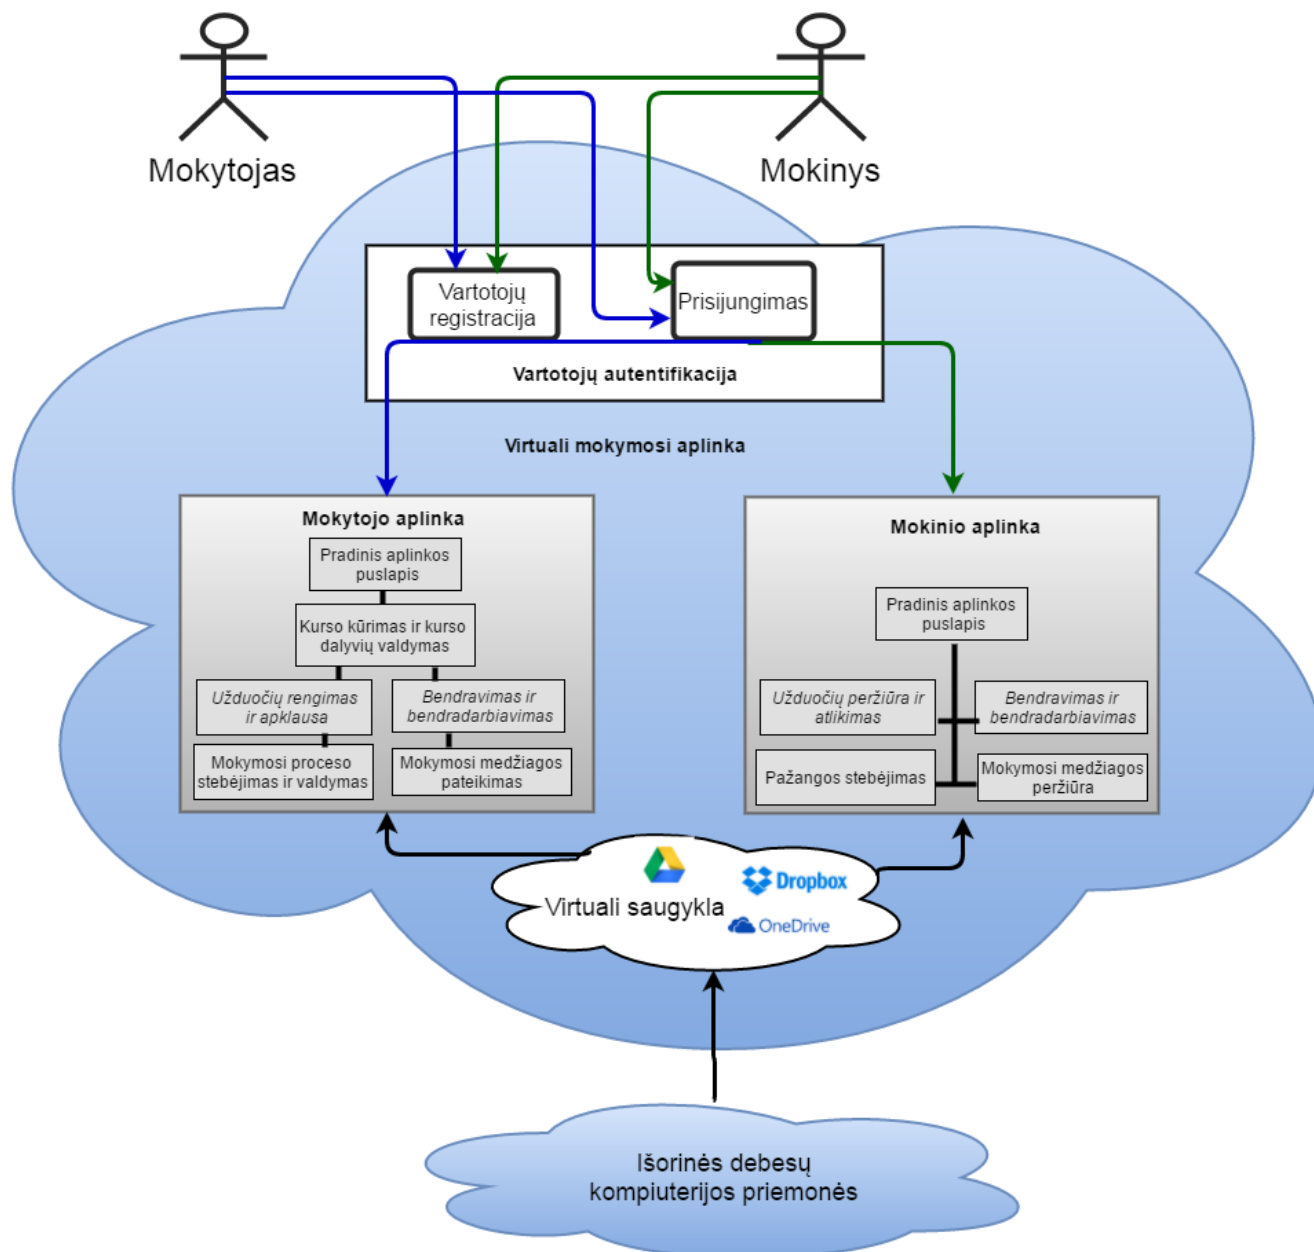 Mokytojas
Mokinys
Vartotojų
registracija
Prisijungimas
Vartotojų autentifikacija
Virtuali mokymosi aplinka
Mokytojo aplinka
Pradinis aplinkos
puslapis
Kurso kūrimas ir kurso
dalyvių valdymas
Užduočių rengimas
ir apklausa
Bendravimas ir
bendradarbiavimas
Mokymosi proceso
stebėjimas ir valdymas
Mokymosi medžiagos
pateikimas
Mokinio aplinka
Pradinis aplinkos
puslapis
Užduočių peržiūra ir
atlikimas
Bendravimas ir
bendradarbiavimas
Pažangos stebėjimas
Mokymosi medžiagos
peržiūra
Dropbox
Virtuali saugykla
OneDrive
Išorinės debesų
kompiuterijos priemonės